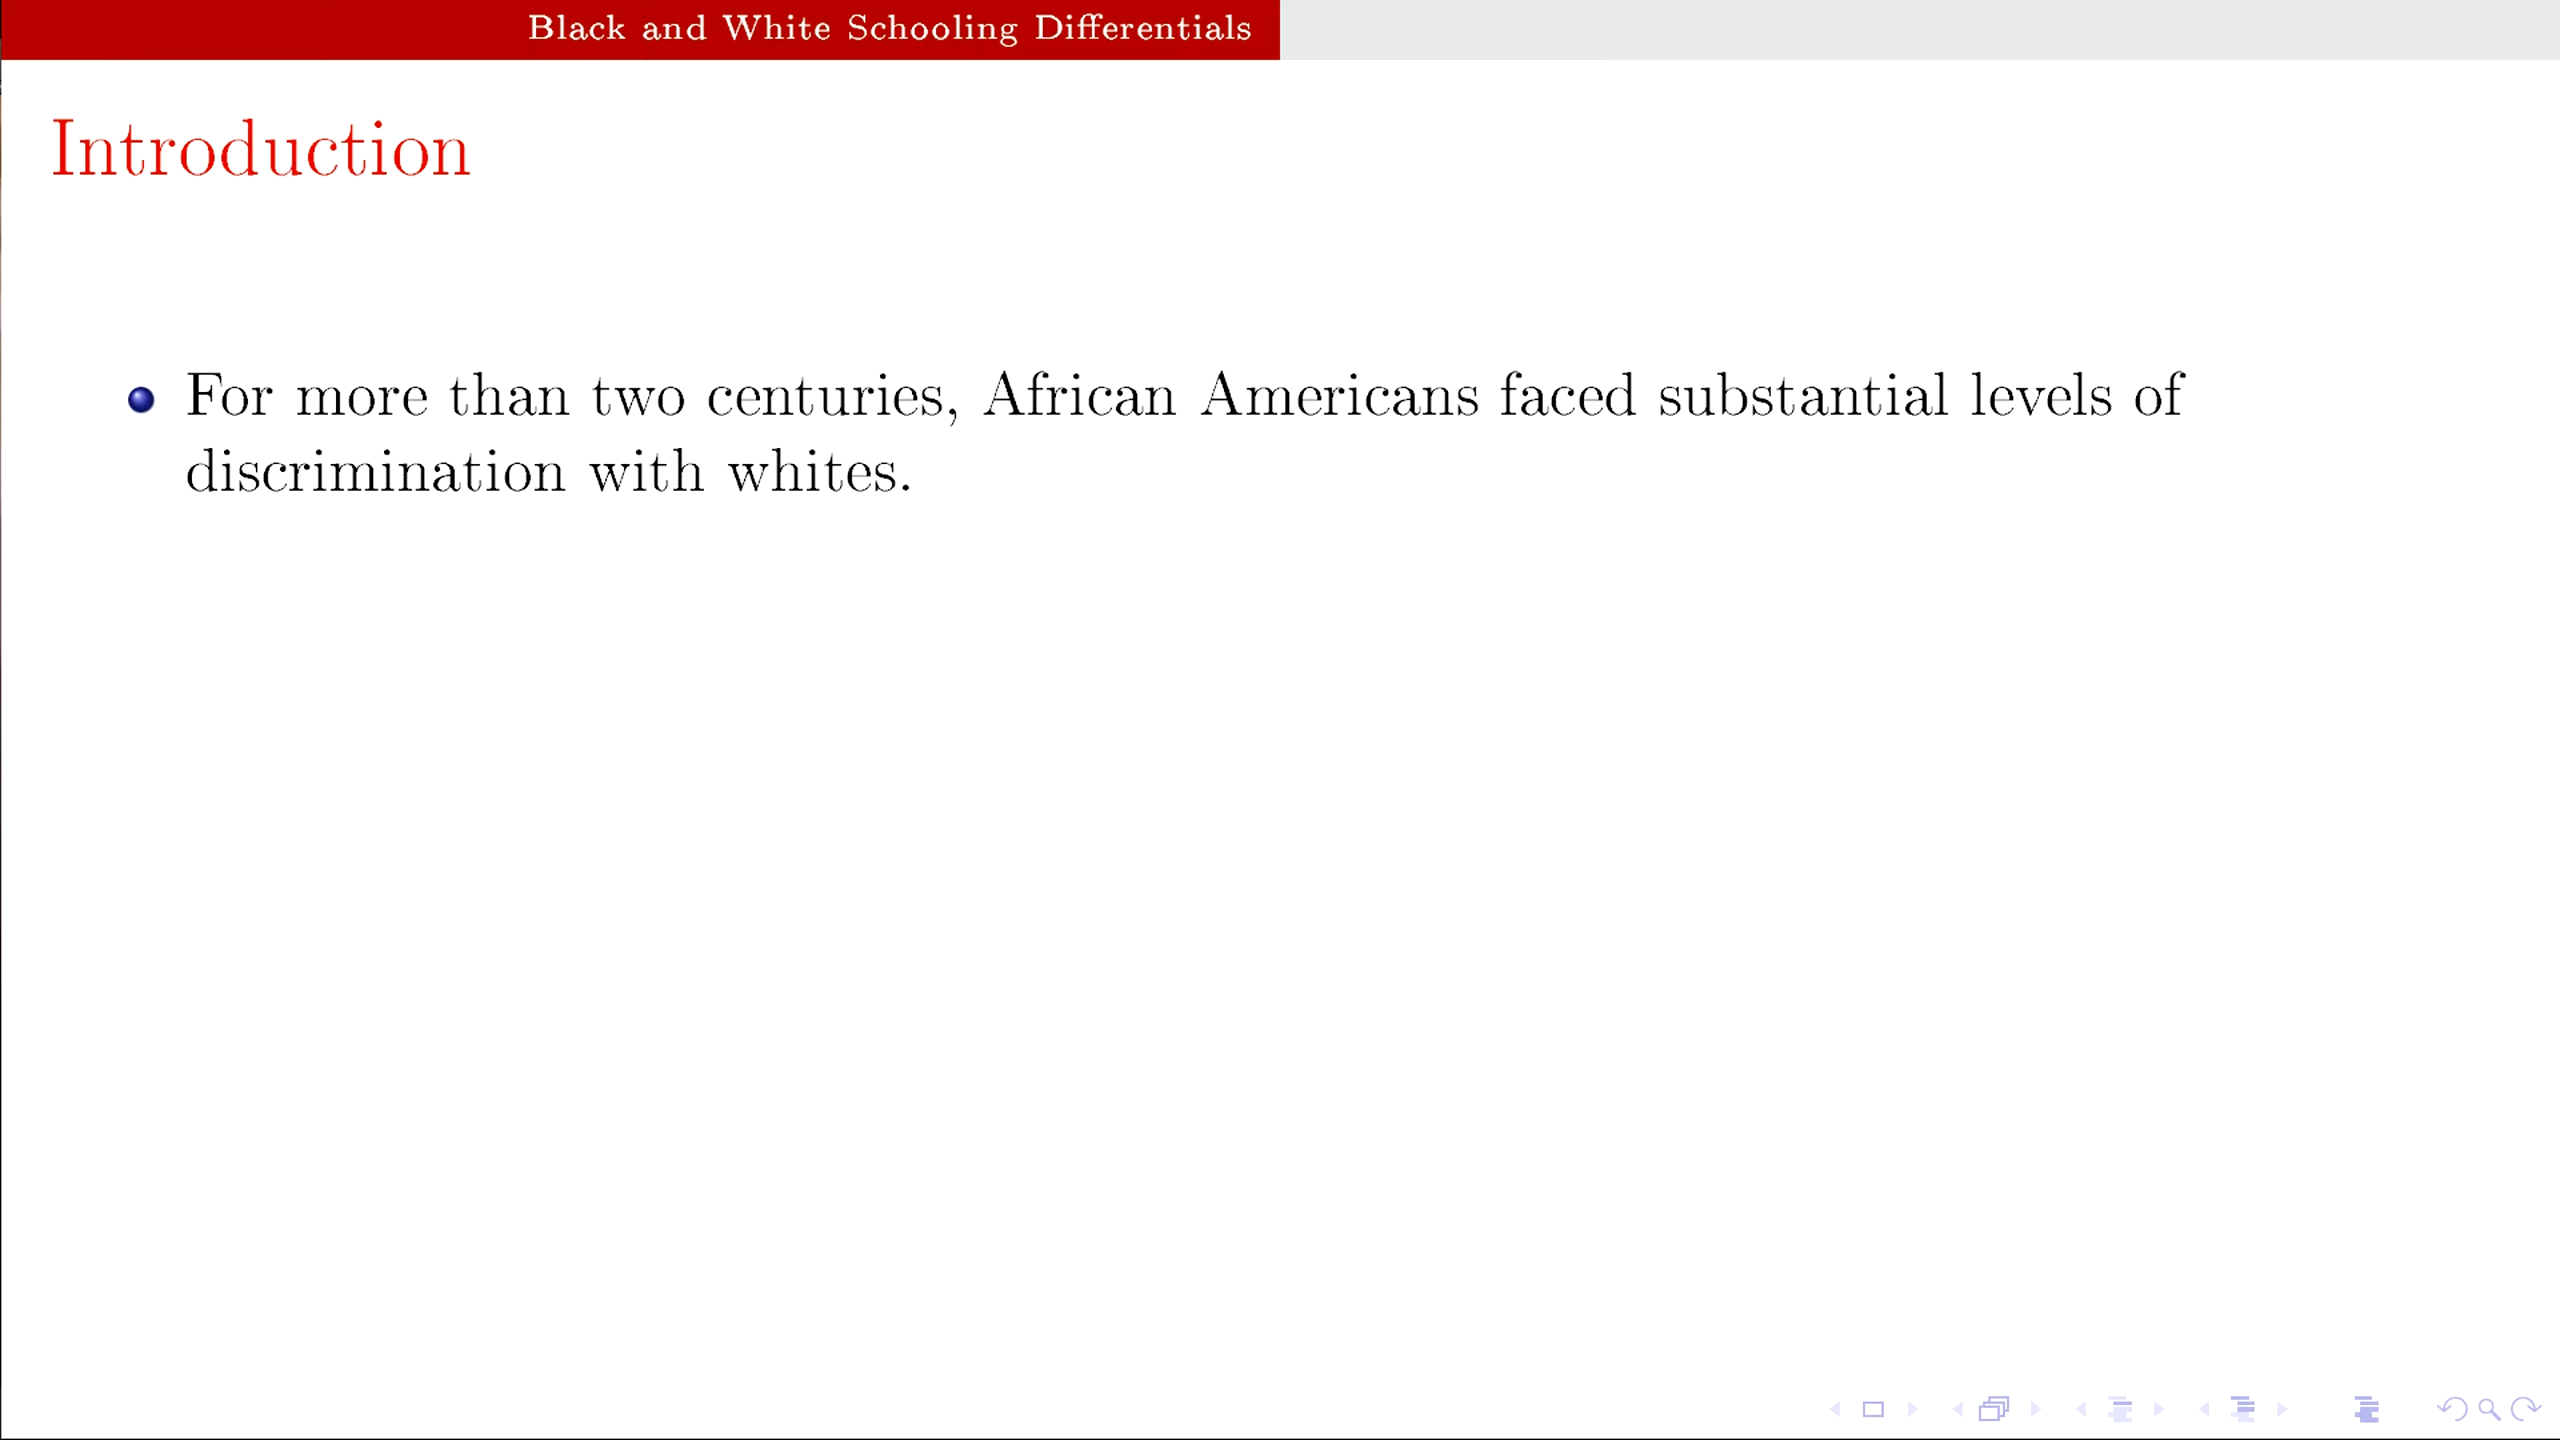 Black and White Schooling Differentials
Introduction
For more than two centuries, African Americans faced substantial levels of
discrimination with whites.